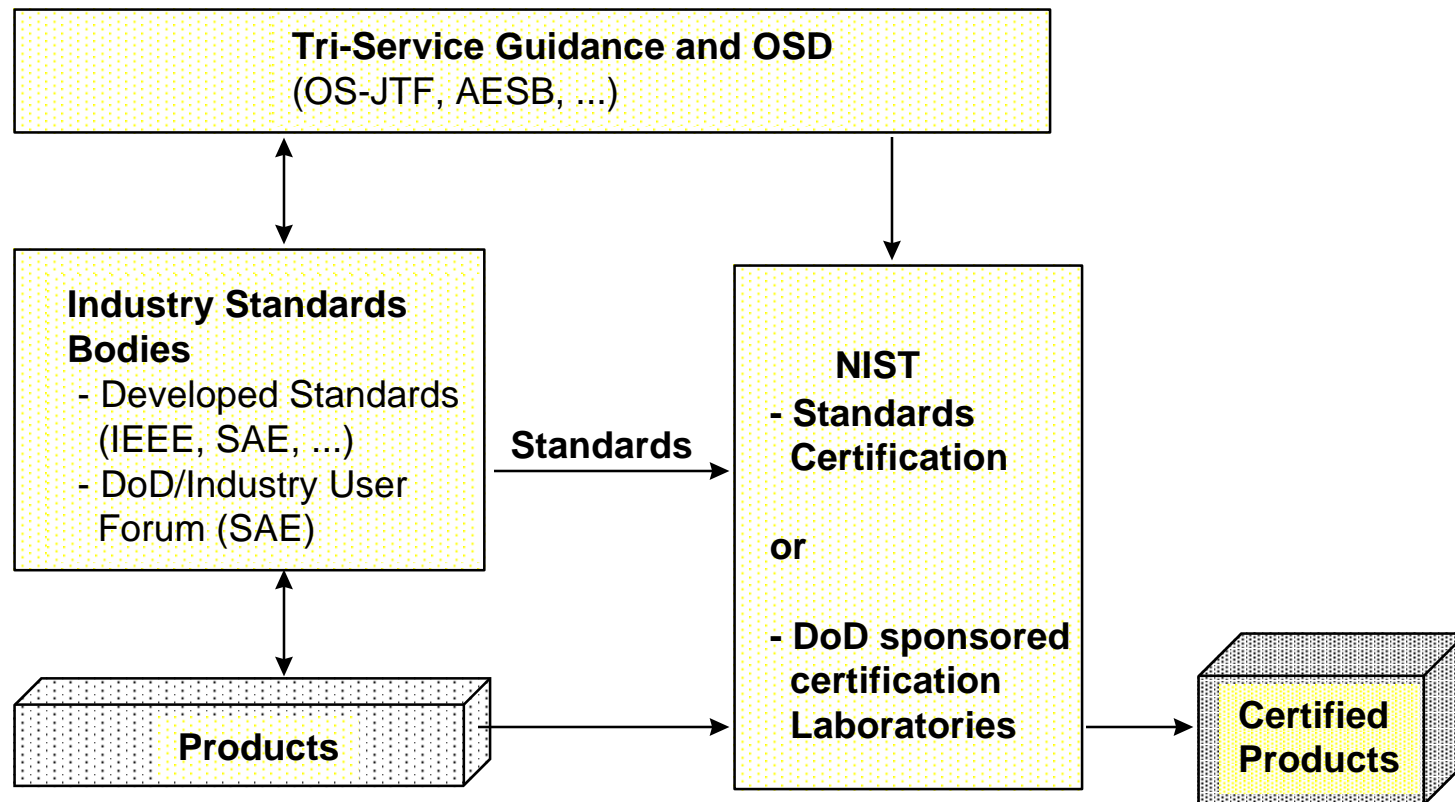 Tri-Service Guidance and OSD
(OS-JTF, AESB, ...)
Industry Standards
Bodies
- Developed Standards
(IEEE, SAE, ...)
- DoD/Industry User
Forum (SAE)
Standards
NIST
- Standards
Certification
or
- DoD sponsored
certification
Laboratories
Products
Certified
Products